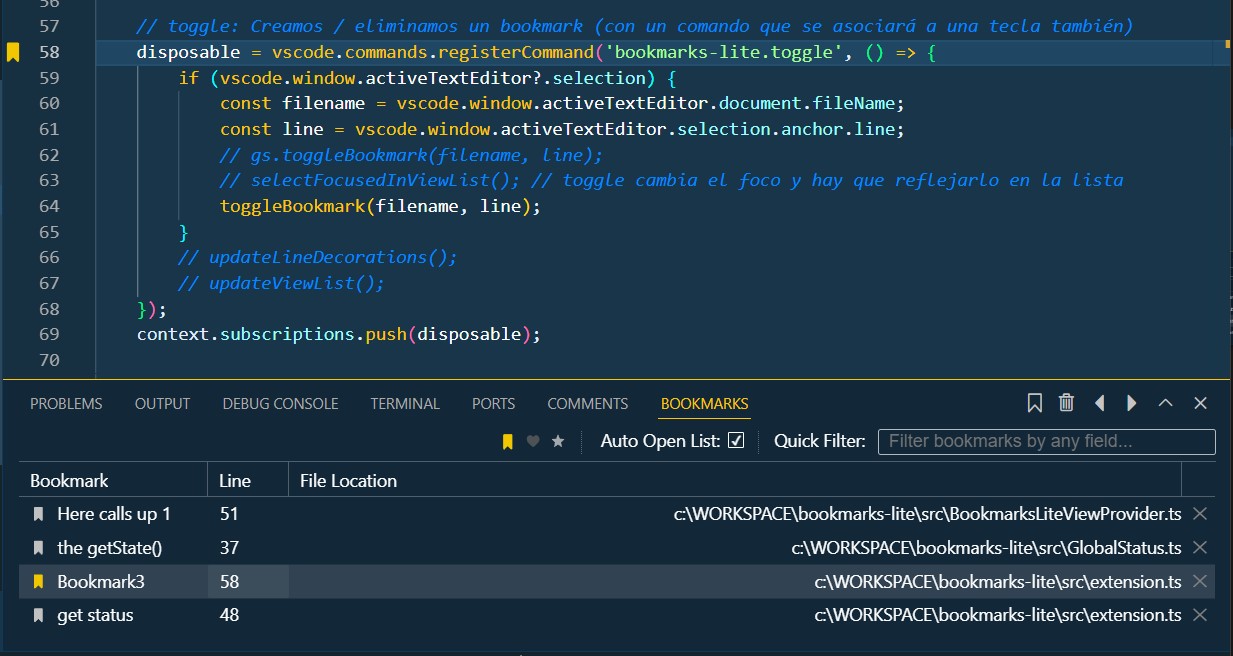 56
57 // toggle: Creamos / eliminamos un bookmark (con un comando que se asociará a una tecla también)
58 disposable = vscode.commands.registerCommand('bookmarks-lite.toggle', () => {
59 if (vscode.window.activeTextEditor?.selection) {
60 const filename = vscode.window.activeTextEditor.document.fileName;
61 const line = vscode.window.activeTextEditor.selection.anchor.line;
62 // gs.toggleBookmark(filename, line);
63 // selectFocusedInViewList(); // toggle cambia el foco y hay que reflejarlo en la lista
64 toggleBookmark(filename, line);
65 }
66 // updateLineDecorations();
67 // updateViewList();
68 });
69 context.subscriptions.push(disposable);
70
PROBLEMS OUTPUT DEBUG CONSOLE TERMINAL PORTS COMMENTS BOOKMARKS
Auto Open List: Quick Filter: Filter bookmarks by any field...
Bookmark Line File Location
Here calls up 1 51 c:\WORKSPACE\bookmarks-lite\src\BookmarksLiteViewProvider.ts
the getState() 37 c:\WORKSPACE\bookmarks-lite\src\GlobalStatus.ts
Bookmark3 58 c:\WORKSPACE\bookmarks-lite\src\extension.ts
get status 48 c:\WORKSPACE\bookmarks-lite\src\extension.ts